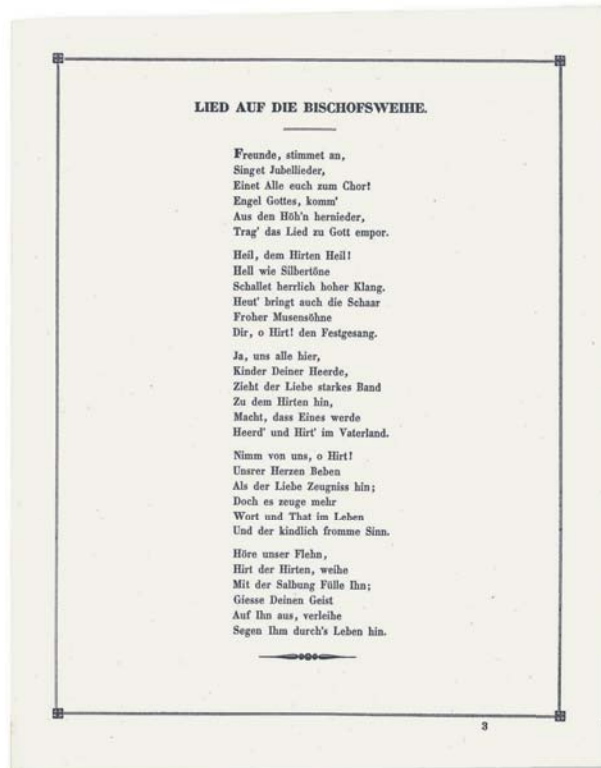 LIED AUF DIE BISCHOFSWEIHE.
Freunde, stimmet an,
Singet Jubellieder,
Einet Alle euch zum Chor!
Engel Gottes, komm'
Aus den Höh'n hernieder,
Trag' das Lied zu Gott empor.
Heil, dem Hirten Heil!
Hell wie Silbertöne
Schallet herrlich hoher Klang.
Heut' bringt auch die Schaar
Froher Musensöhne
Dir, o Hirt! den Festgesang.
Ja, uns alle hier,
Kinder Deiner Heerde,
Zieht der Liebe starkes Band
Zu dem Hirten hin,
Macht, dass Eines werde
Heerd' und Hirt' im Vaterland.
Nimm von uns, o Hirt!
Unsrer Herzen Beben
Als der Liebe Zeugniss hin;
Doch es zeuge mehr
Wort und That im Leben
Und der kindlich fromme Sinn.
Höre unser Flehn,
Hirt der Hirten, weihe
Mit der Salbung Fülle Ihn;
Giesse Deinen Geist
Auf Ihn aus, verleihe
Segen Ihm durch's Leben hin.
3